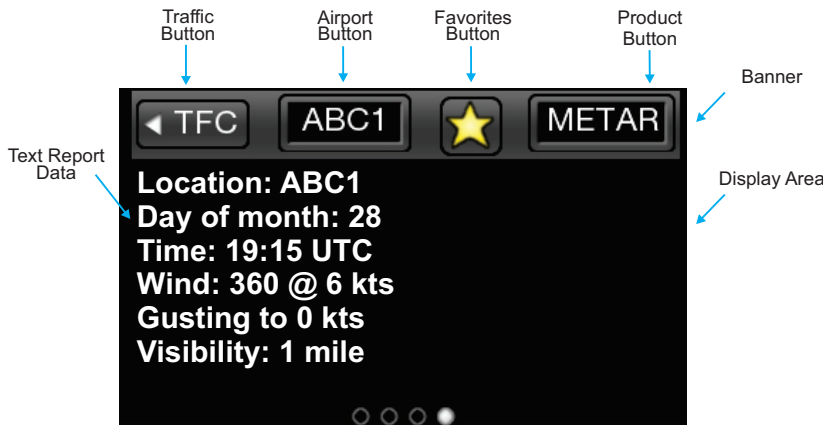 Traffic
Button
Airport
Button
Favorites
Button
Product
Button
Banner
TFC
ABC1
METAR
Text Report
Data
Display Area
Location: ABC1
Day of month: 28
Time: 19:15 UTC
Wind: 360 @ 6 kts
Gusting to 0 kts
Visibility: 1 mile